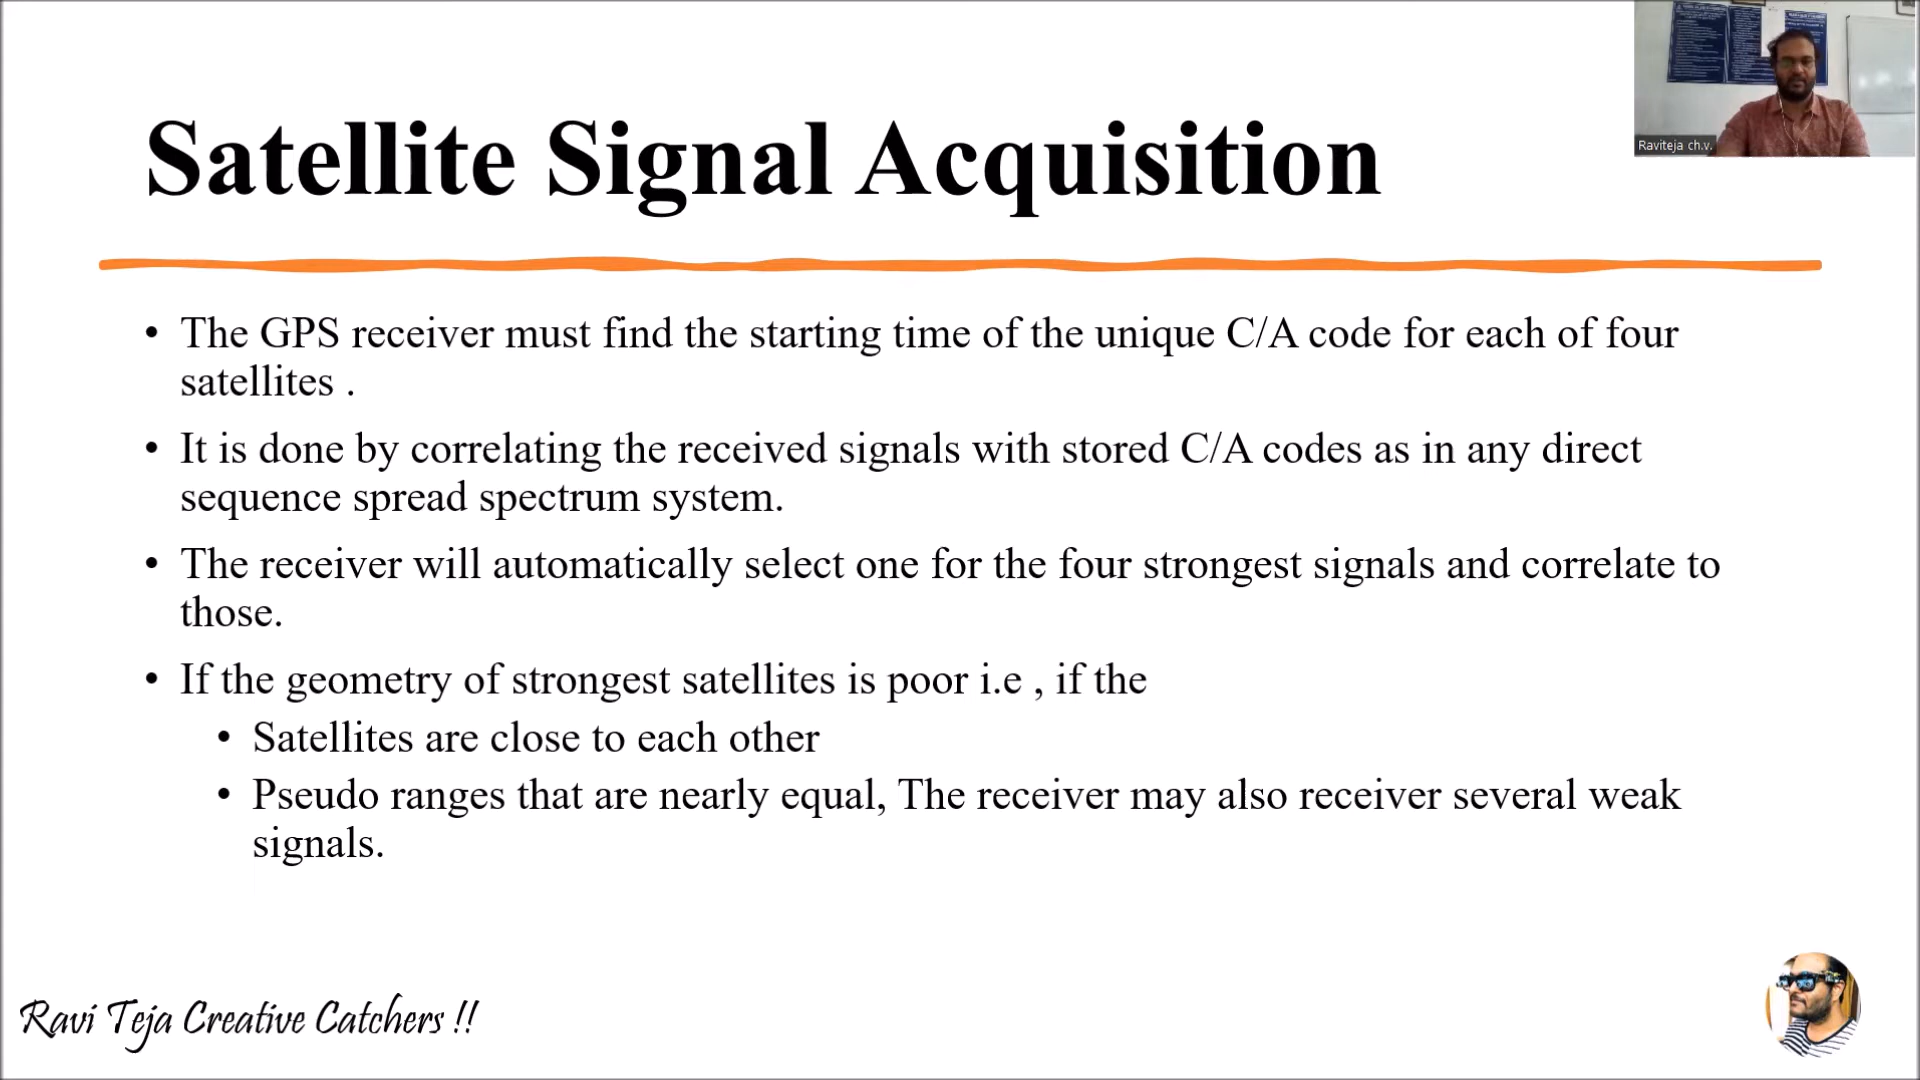 Satellite Signal Acquisition
Raviteja ch.v.
• The GPS receiver must find the starting time of the unique C/A code for each of four
satellites .
• It is done by correlating the received signals with stored C/A codes as in any direct
sequence spread spectrum system.
• The receiver will automatically select one for the four strongest signals and correlate to
those.
• If the geometry of strongest satellites is poor i.e , if the
• Satellites are close to each other
• Pseudo ranges that are nearly equal, The receiver may also receiver several weak
signals.
Ravi Teja Creative Catchers !!